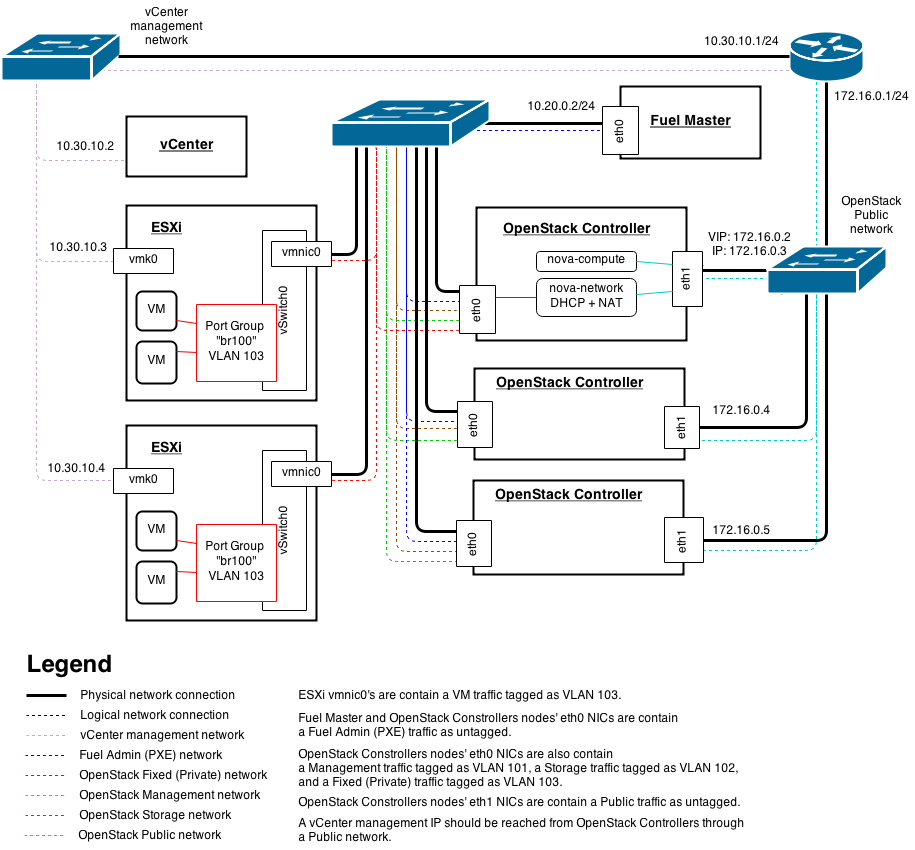 vCenter
management
network
10.30.10.1/24
172.16.0.1/24
10.20.0.2/24
eth0
Fuel Master
10.30.10.2
vCenter
OpenStack
Public
network
10.30.10.3
ESXi
vmk0
vmnic0
vSwitch0
VM
VM
Port Group
"br100"
VLAN 103
OpenStack Controller
nova-compute
nova-network
DHCP + NAT
eth0
eth1
VIP: 172.16.0.2
IP: 172.16.0.3
OpenStack Controller
eth0
eth1
172.16.0.4
10.30.10.4
ESXi
vmk0
vmnic0
vSwitch0
VM
VM
Port Group
"br100"
VLAN 103
OpenStack Controller
eth0
eth1
172.16.0.5
Legend
Physical network connection
Logical network connection
vCenter management network
Fuel Admin (PXE) network
OpenStack Fixed (Private) network
OpenStack Management network
OpenStack Storage network
OpenStack Public network
ESXi vmnic0's are contain a VM traffic tagged as VLAN 103.
Fuel Master and OpenStack Controllers nodes' eth0 NICs are contain
a Fuel Admin (PXE) traffic as untagged.
OpenStack Controllers nodes' eth0 NICs are also contain
a Management traffic tagged as VLAN 101, a Storage traffic tagged as VLAN 102,
and a Fixed (Private) traffic tagged as VLAN 103.
OpenStack Constrollers nodes' eth1 NICs are contain a Public traffic as untagged.
A vCenter management IP should be reached from OpenStack Controllers through
a Public network.